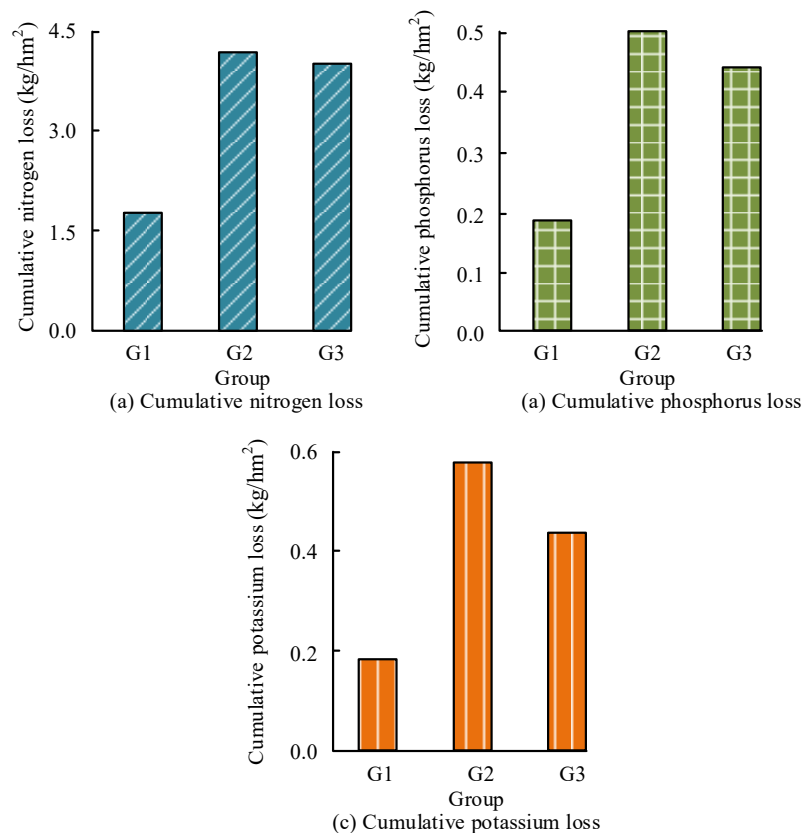 Cumulative nitrogen loss (kg/hm²)
4.5
4.0
1.5
0.0
G1 G2 G3
Group
(a) Cumulative nitrogen loss
Cumulative phosphorus loss (kg/hm²)
0.5
0.4
0.3
0.2
0.1
0.0
G1 G2 G3
Group
(a) Cumulative phosphorus loss
Cumulative potassium loss (kg/hm²)
0.6
0.4
0.2
0.0
G1 G2 G3
Group
(c) Cumulative potassium loss